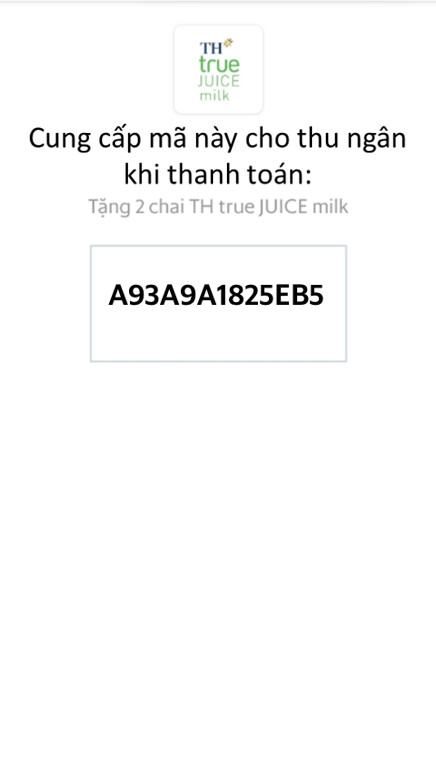 TH
true
JUICE
milk
Cung cấp mã này cho thu ngân
khi thanh toán:
Tặng 2 chai TH true JUICE milk
A93A9A1825EB5